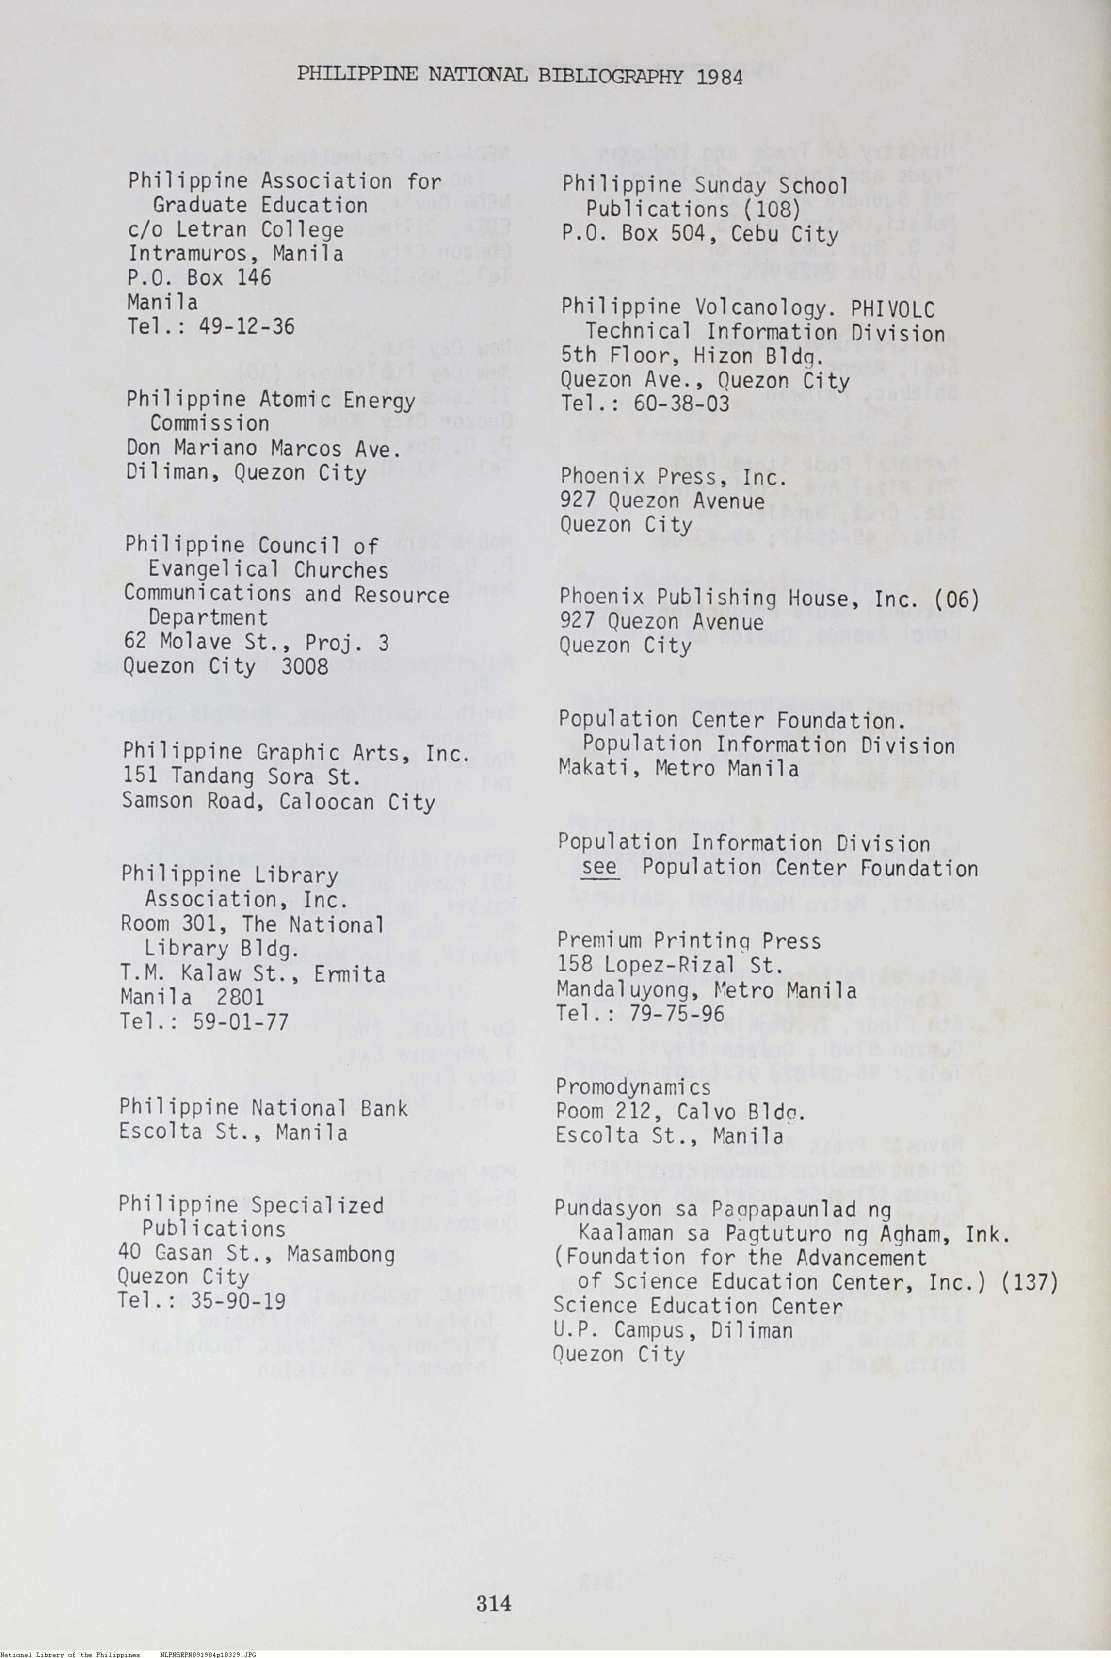 PHILIPPINE NATIONAL BIBLIOGRAPHY 1984
Philippine Association for
Graduate Education
c/o Letran College
Intramuros, Manila
P.O. Box 146
Manila
Tel.: 49-12-36
Philippine Atomic Energy
Commission
Don Mariano Marcos Ave.
Diliman, Quezon City
Philippine Council of
Evangelical Churches
Communications and Resource
Department
62 Molave St., Proj. 3
Quezon City 3008
Philippine Graphic Arts, Inc.
151 Tandang Sora St.
Samson Road, Caloocan City
Philippine Library
Association, Inc.
Room 301, The National
Library Bldg.
T.M. Kalaw St., Ermita
Manila 2801
Tel.: 59-01-77
Philippine National Bank
Escolta St., Manila
Philippine Specialized
Publications
40 Gasan St., Masambong
Quezon City
Tel.: 35-90-19
Philippine Sunday School
Publications (108)
P.O. Box 504, Cebu City
Philippine Volcanology. PHIVOLC
Technical Information Division
5th Floor, Hizon Bldg.
Quezon Ave., Quezon City
Tel.: 60-38-03
Phoenix Press, Inc.
927 Quezon Avenue
Quezon City
Phoenix Publishing House, Inc. (06)
927 Quezon Avenue
Quezon City
Population Center Foundation.
Population Information Division
Makati, Metro Manila
Population Information Division
see Population Center Foundation
Premium Printing Press
158 Lopez-Rizal St.
Mandaluyong, Metro Manila
Tel.: 79-75-96
Promodynamics
Room 212, Calvo Bldg.
Escolta St., Manila
Pundasyon sa Pagpapaunlad ng
Kaalaman sa Pagtuturo ng Agham, Ink.
(Foundation for the Advancement
of Science Education Center, Inc.) (137)
Science Education Center
U.P. Campus, Diliman
Quezon City
314
National Library of the Philippines NLPNSRPN091984p10329.JPG